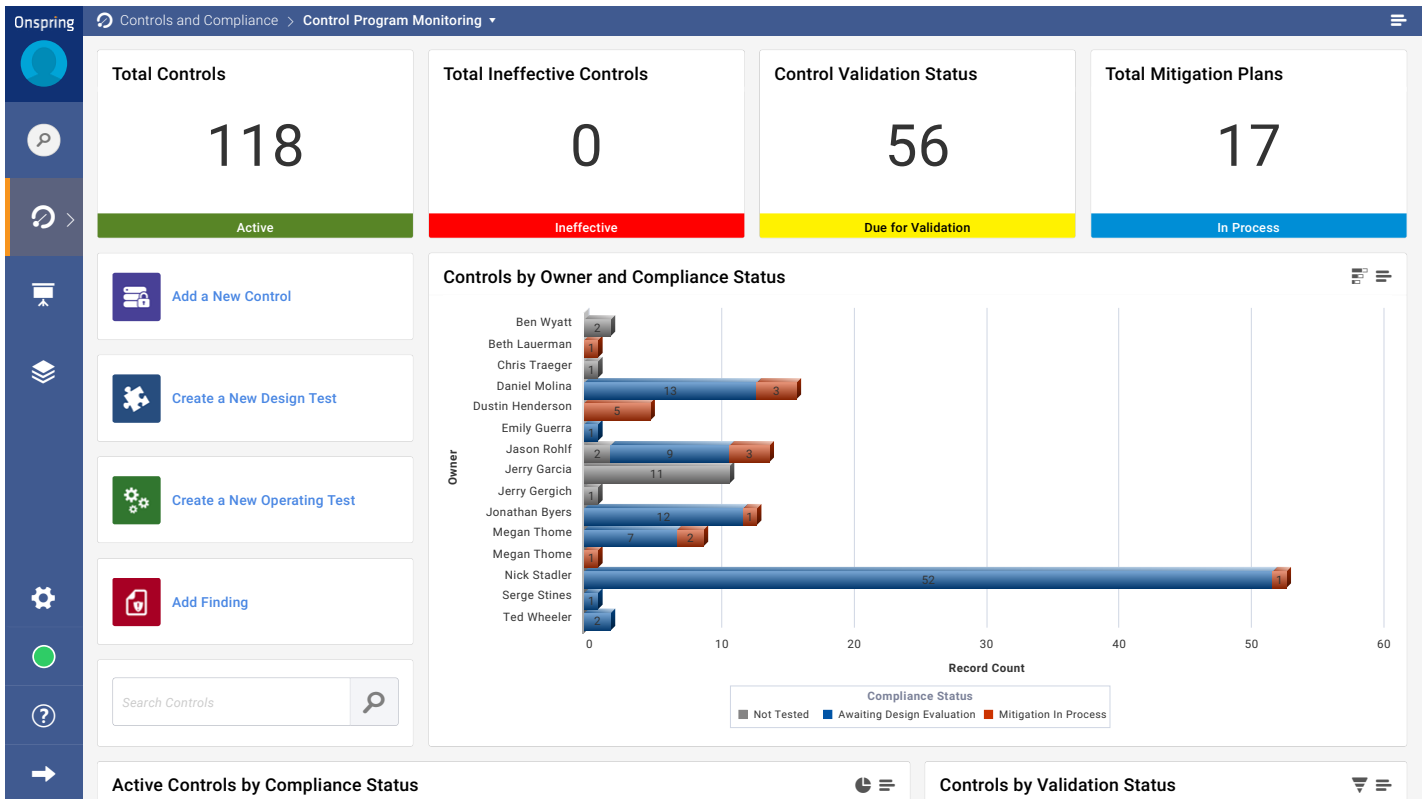 Onspring
Controls and Compliance > Control Program Monitoring
Total Controls
118
Active
Total Ineffective Controls
0
Ineffective
Control Validation Status
56
Due for Validation
Total Mitigation Plans
17
In Process
Add a New Control
Create a New Design Test
Create a New Operating Test
Add Finding
Search Controls
Controls by Owner and Compliance Status
Owner
Ben Wyatt 2
Beth Lauerman 1
Chris Traeger 1
Daniel Molina 13 3
Dustin Henderson 5
Emily Guerra 1
Jason Rohlf 2 9 3
Jerry Garcia 11
Jerry Gergich 1
Jonathan Byers 12 1
Megan Thome 7 2
Megan Thome 1
Nick Stadler 52 1
Serge Stines 1
Ted Wheeler 2
0 10 20 30 40 50 60
Record Count
Compliance Status
Not Tested Awaiting Design Evaluation Mitigation In Process
Active Controls by Compliance Status
Controls by Validation Status